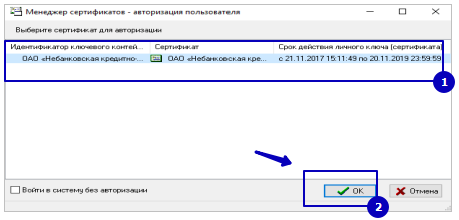 Менеджер сертификатов - авторизация пользователя
Выберите сертификат для авторизации
Идентификатор ключевого контей... Сертификат Срок действия личного ключа (сертификата)
ОАО «Небанковская кредитно-... ОАО «Небанковская кре... с 21.11.2017 15:11:49 по 20.11.2019 23:59:59
1
Войти в систему без авторизации OK Отмена
2